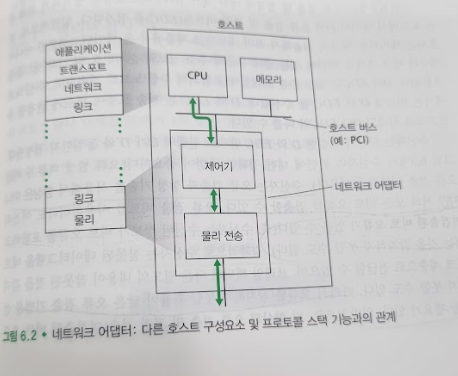 호스트
애플리케이션
트랜스포트
네트워크
링크
CPU
메모리
호스트 버스
(예: PCI)
제어기
네트워크 어댑터
링크
물리
물리 전송
그림 6.2 ◆ 네트워크 어댑터: 다른 호스트 구성요소 및 프로토콜 스택 기능과의 관계